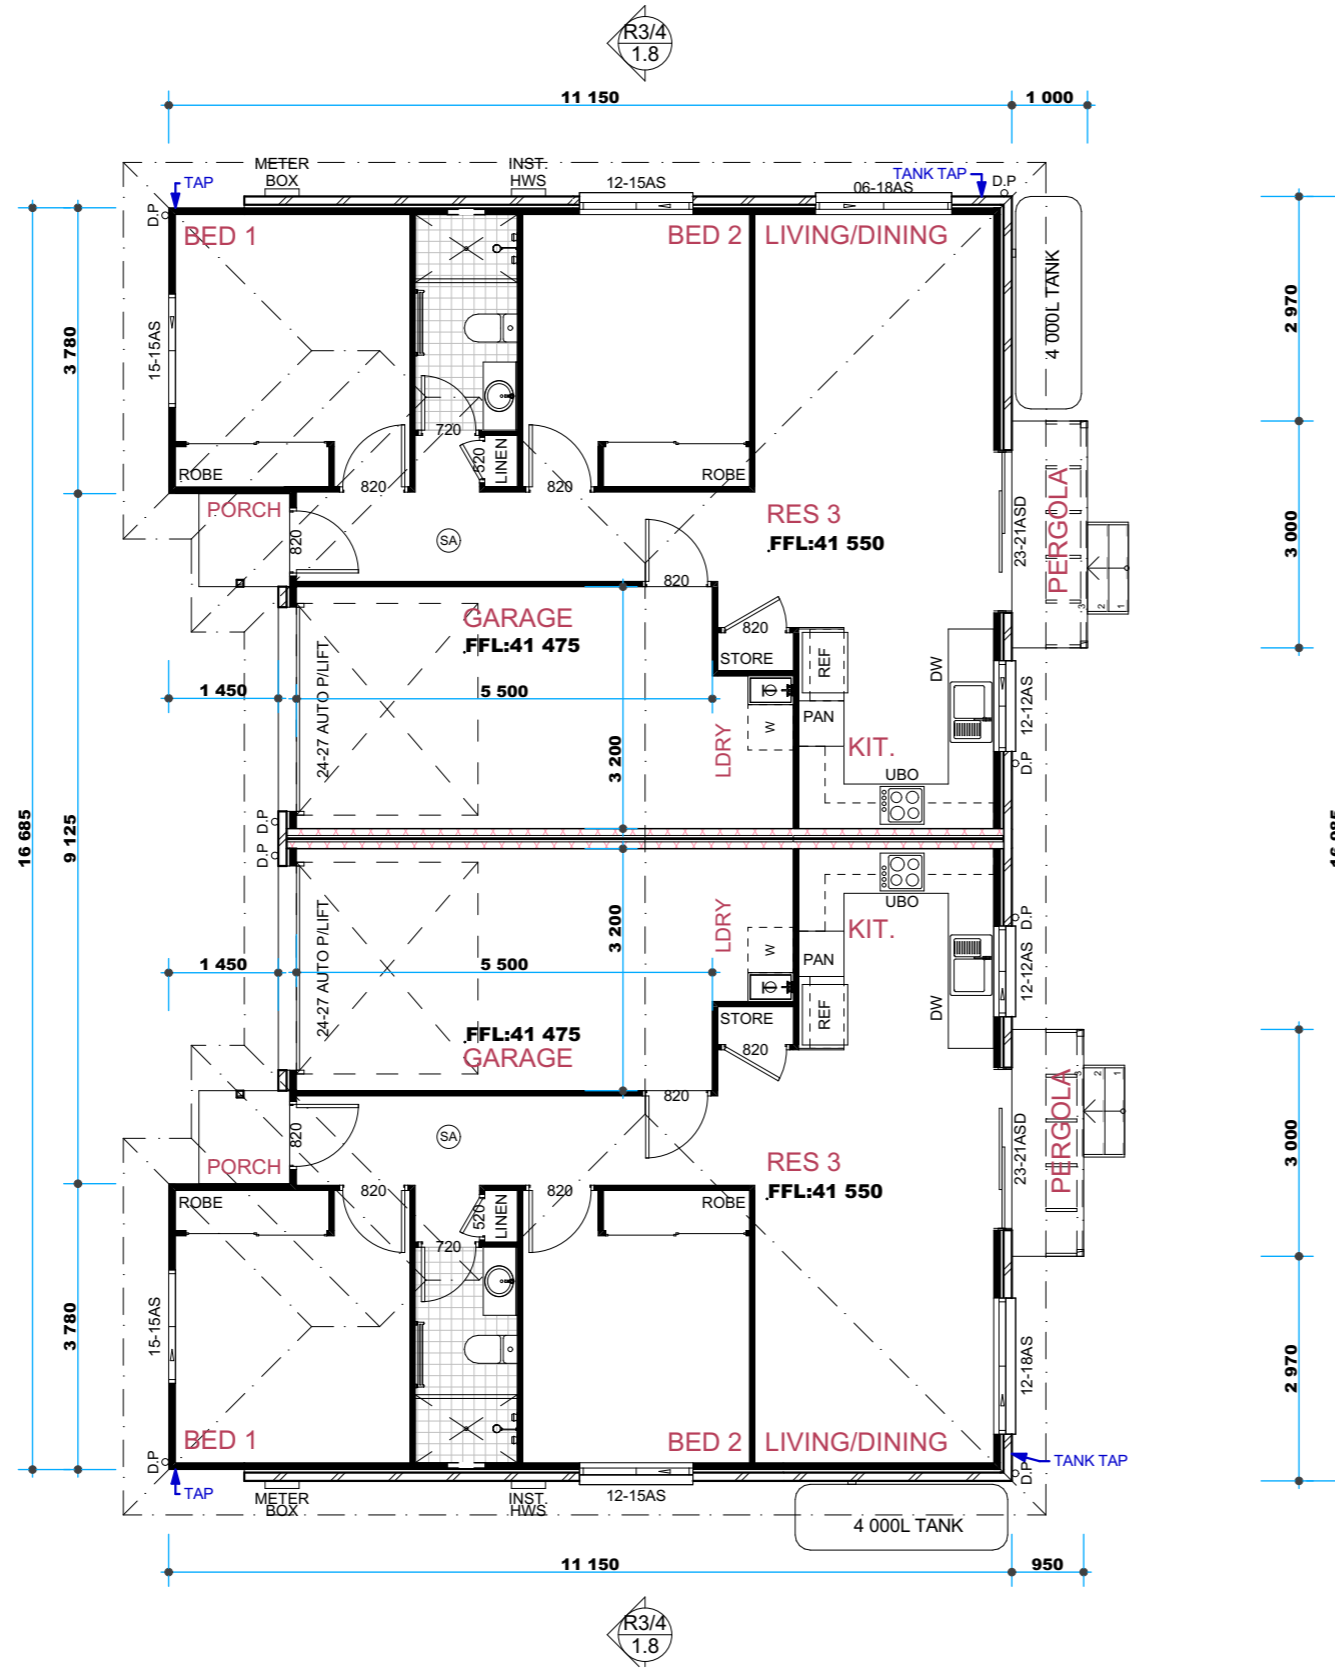 R3/4
1.8
11 150
1 000
METER
BOX
INST.
HWS
TAP
12-15AS
TANK TAP
06-18AS
D.P
D.P
BED 1
BED 2
LIVING/DINING
4 000L TANK
2 970
3 780
15-15AS
720
520
LINEN
ROBE
820
820
ROBE
PORCH
820
SA
RES 3
FFL:41 550
23-21ASD
PERGOLA
3 000
3
2
1
820
GARAGE
FFL:41 475
820
STORE
REF
DW
1 450
5 500
24-27 AUTO P/LIFT
W
PAN
12-12AS
LDRY
KIT.
3 200
UBO
D.P
D.P
16 685
9 125
D.P
24-27 AUTO P/LIFT
3 200
LDRY
UBO
KIT.
D.P
W
PAN
12-12AS
1 450
5 500
REF
DW
STORE
FFL:41 475
GARAGE
820
820
3
2
1
PERGOLA
3 000
23-21ASD
820
SA
PORCH
RES 3
FFL:41 550
ROBE
820
820
ROBE
520
LINEN
720
3 780
15-15AS
12-18AS
2 970
BED 1
BED 2
LIVING/DINING
D.P
TANK TAP
D.P
TAP
METER
BOX
INST.
HWS
12-15AS
4 000L TANK
11 150
950
R3/4
1.8